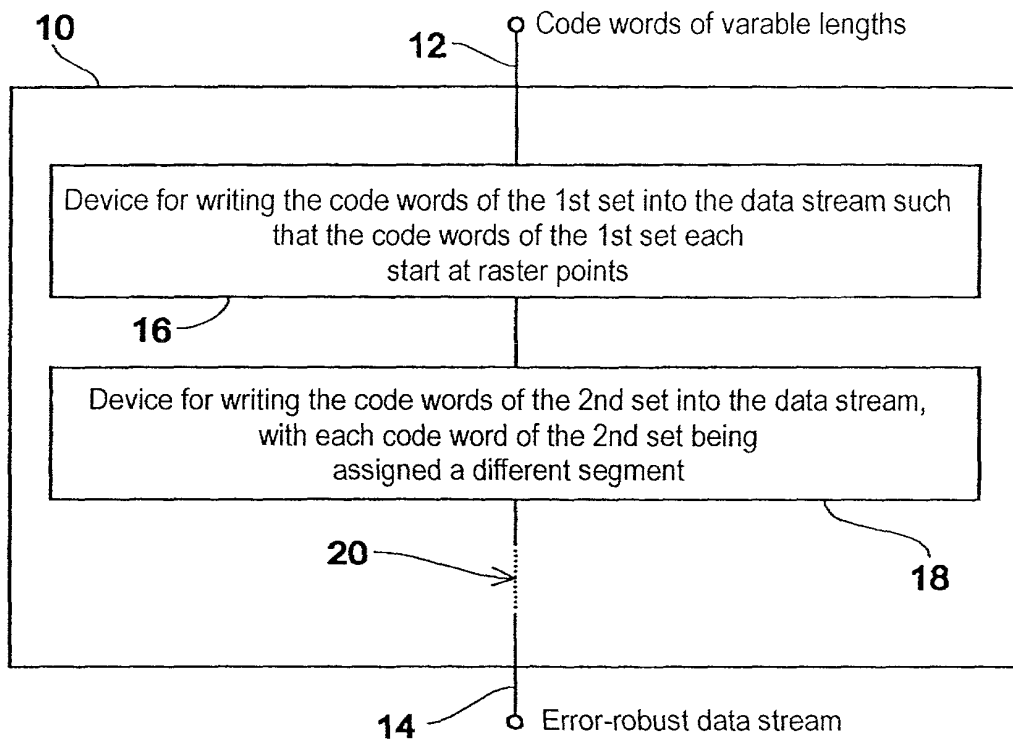 10
12
Code words of varable lengths
Device for writing the code words of the 1st set into the data stream such
that the code words of the 1st set each
start at raster points
16
Device for writing the code words of the 2nd set into the data stream,
with each code word of the 2nd set being
assigned a different segment
20
18
14
Error-robust data stream